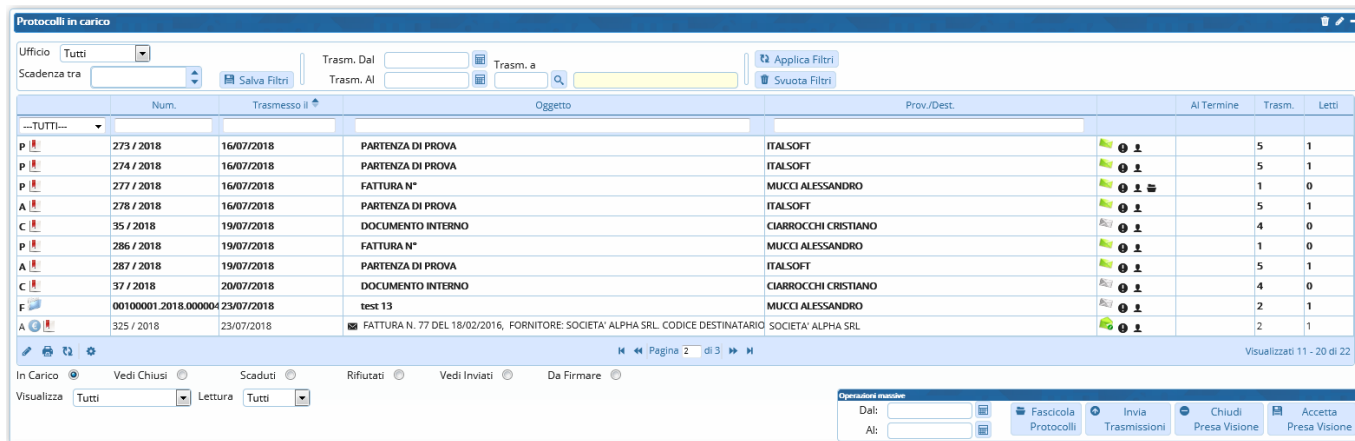 Protocolli in carico
Ufficio Tutti Trasm. Dal Trasm. a Applica Filtri
Scadenza tra Salva Filtri Trasm. Al Svuota Filtri
Num. Trasmesso il Oggetto Prov./Dest. Al Termine Trasm. Letti
---TUTTI---
P 273 / 2018 16/07/2018 PARTENZA DI PROVA ITALSOFT 5 1
P 274 / 2018 16/07/2018 PARTENZA DI PROVA ITALSOFT 5 1
P 277 / 2018 16/07/2018 FATTURA N° MUCCI ALESSANDRO 1 0
A 278 / 2018 16/07/2018 PARTENZA DI PROVA ITALSOFT 5 1
C 35 / 2018 19/07/2018 DOCUMENTO INTERNO CIARROCCHI CRISTIANO 4 0
P 286 / 2018 19/07/2018 FATTURA N° MUCCI ALESSANDRO 1 0
A 287 / 2018 19/07/2018 PARTENZA DI PROVA ITALSOFT 5 1
C 37 / 2018 20/07/2018 DOCUMENTO INTERNO CIARROCCHI CRISTIANO 4 0
F 00100001.2018.000004 23/07/2018 test 13 MUCCI ALESSANDRO 2 1
A 325 / 2018 23/07/2018 FATTURA N. 77 DEL 18/02/2016, FORNITORE: SOCIETA' ALPHA SRL. CODICE DESTINATARIO SOCIETA' ALPHA SRL 2 1
Pagina 2 di 3 Visualizzati 11 - 20 di 22
In Carico Vedi Chiusi Scaduti Rifiutati Vedi Inviati Da Firmare
Visualizza Tutti Lettura Tutti
Operazioni massive
Dal:
Al:
Fascicola Protocolli
Invia Trasmissioni
Chiudi Presa Visione
Accetta Presa Visione